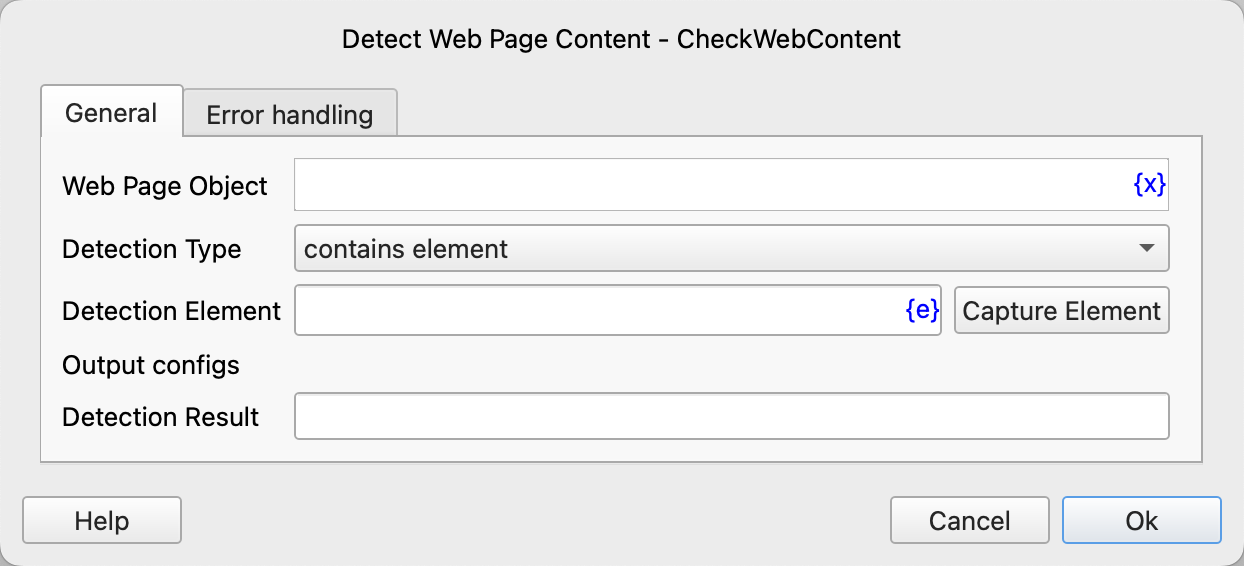 Detect Web Page Content - CheckWebContent
General
Error handling
Web Page Object
{x}
Detection Type
contains element
Detection Element
{e}
Capture Element
Output configs
Detection Result
Help
Cancel
Ok